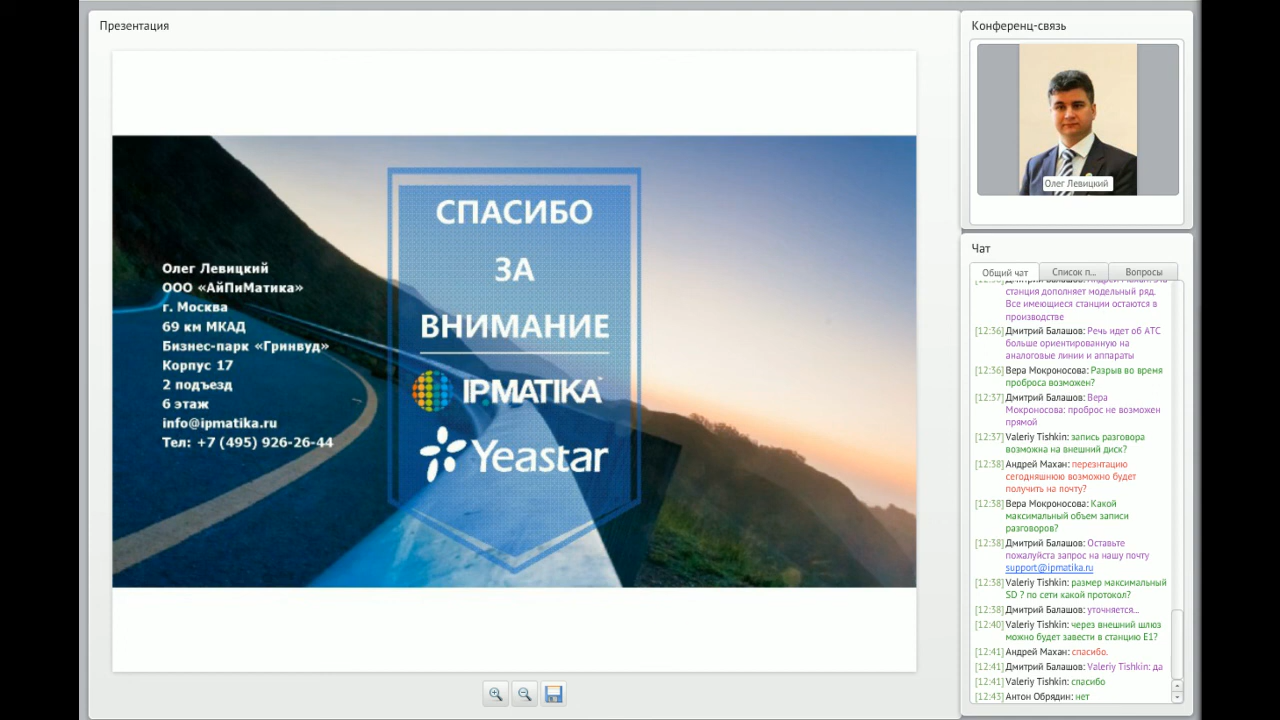 Презентация
Олег Левицкий
ООО «АйПиМатика»
г. Москва
69 км МКАД
Бизнес-парк «Гринвуд»
Корпус 17
2 подъезд
6 этаж
info@ipmatika.ru
Тел: +7 (495) 926-26-44
СПАСИБО
ЗА
ВНИМАНИЕ
IPMATIKA
Yeastar
Конференц-связь
Олег Левицкий
Чат
Общий чат
Список п...
Вопросы
станция дополняет модельный ряд.
Все имеющиеся станции остаются в
производстве
[12:36] Дмитрий Балашов: Речь идет об АТС
больше ориентированную на
аналоговые линии и аппараты
[12:36] Вера Мокроносова: Разрыв во время
проброса возможен?
[12:37] Дмитрий Балашов: Вера
Мокроносова: проброс не возможен
прямой
[12:37] Valeriy Tishkin: запись разговора
возможна на внешний диск?
[12:38] Андрей Махан: перезнтацию
сегодняшнюю возможно будет
получить на почту?
[12:38] Вера Мокроносова: Какой
максимальный объем записи
разговоров?
[12:38] Дмитрий Балашов: Оставьте
пожалуйста запрос на нашу почту
support@ipmatika.ru
[12:38] Valeriy Tishkin: размер максимальный
SD ? по сети какой протокол?
[12:38] Дмитрий Балашов: уточняется...
[12:40] Valeriy Tishkin: через внешний шлюз
можно будет завести в станцию Е1?
[12:41] Андрей Махан: спасибо.
[12:41] Дмитрий Балашов: Valeriy Tishkin: да
[12:41] Valeriy Tishkin: спасибо
[12:43] Антон Обрядин: нет